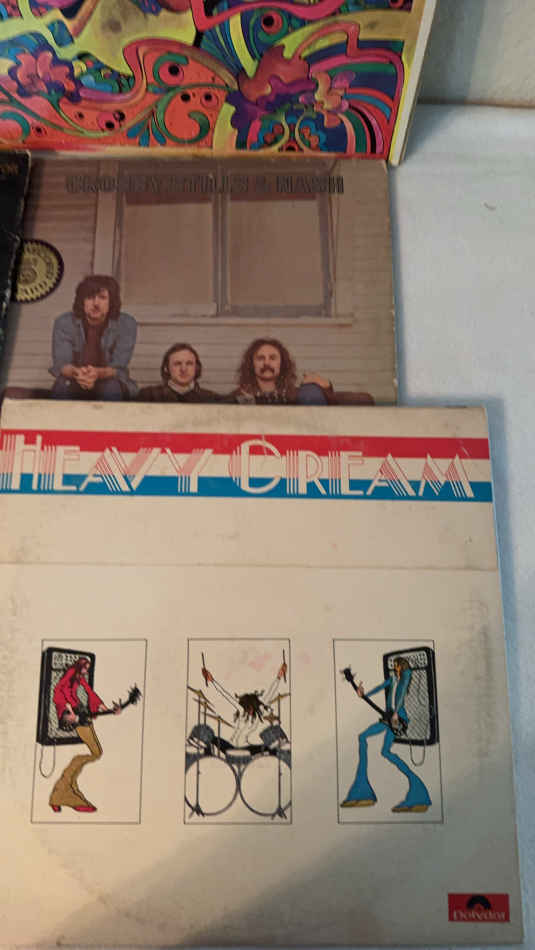 CROSBY, STILLS & NASH
HEAVY CREAM
Polydor